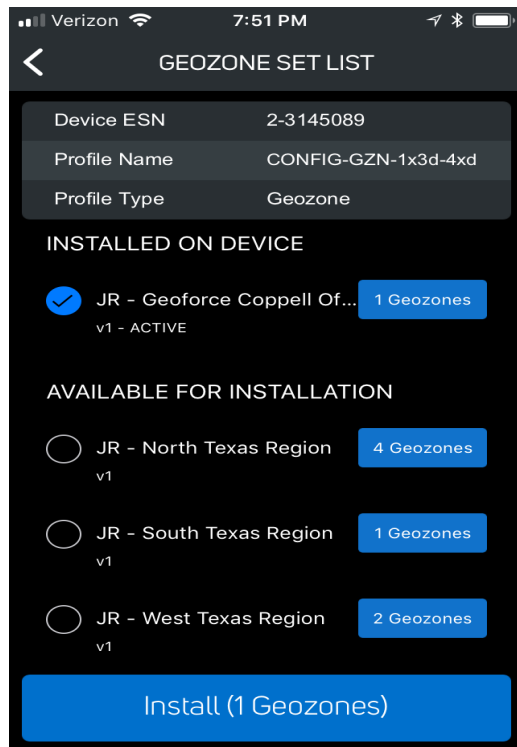 Verizon 7:51 PM
GEOZONE SET LIST
Device ESN 2-3145089
Profile Name CONFIG-GZN-1x3d-4xd
Profile Type Geozone
INSTALLED ON DEVICE
JR - Geoforce Coppell Of... 1 Geozones
v1 - ACTIVE
AVAILABLE FOR INSTALLATION
JR - North Texas Region 4 Geozones
v1
JR - South Texas Region 1 Geozones
v1
JR - West Texas Region 2 Geozones
v1
Install (1 Geozones)